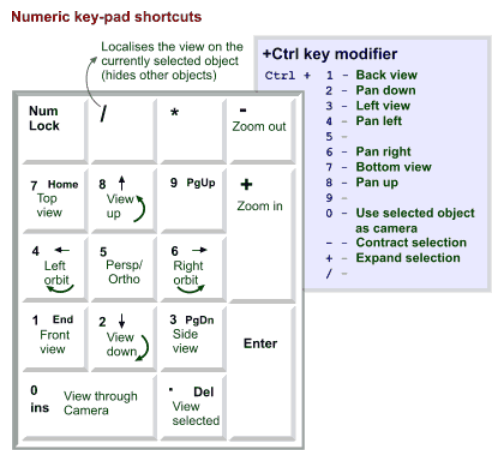 Numeric key-pad shortcuts
Localises the view on the
currently selected object
(hides other objects)
Num
Lock
/
*
-
Zoom out
7 Home
Top
view
8
View
up
9 PgUp
+
Zoom in
4
Left
orbit
5
Persp/
Ortho
6
Right
orbit
1 End
Front
view
2
View
down
3 PgDn
Side
view
Enter
0
ins
View through
Camera
. Del
View
selected
+Ctrl key modifier
Ctrl + 1 - Back view
2 - Pan down
3 - Left view
4 - Pan left
5 -
6 - Pan right
7 - Bottom view
8 - Pan up
9 -
0 - Use selected object
as camera
- - Contract selection
+ - Expand selection
/ -